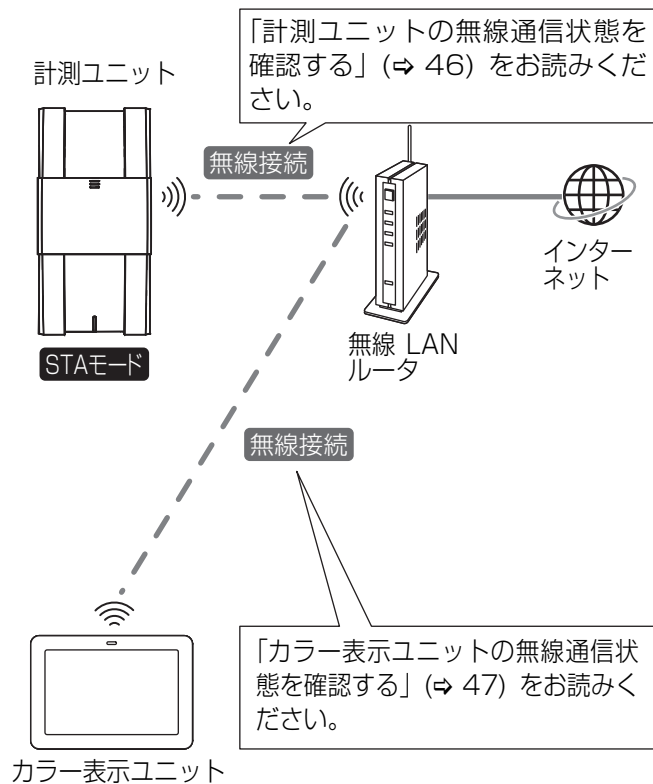 「計測ユニットの無線通信状態を
確認する」(⇨ 46) をお読みくだ
さい。
計測ユニット
無線接続
インター
ネット
無線 LAN
ルータ
STAモード
無線接続
「カラー表示ユニットの無線通信状
態を確認する」(⇨ 47) をお読みく
ださい。
カラー表示ユニット